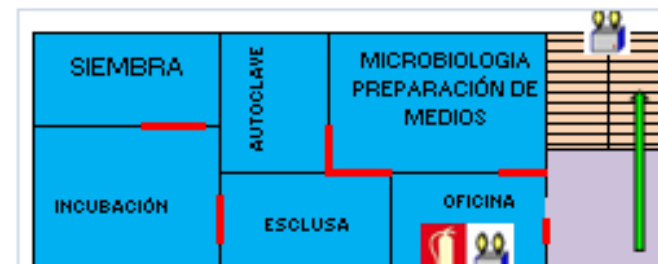 SIEMBRA
AUTOCLAVE
MICROBIOLOGIA
PREPARACIÓN DE
MEDIOS
INCUBACIÓN
ESCLUSA
OFICINA